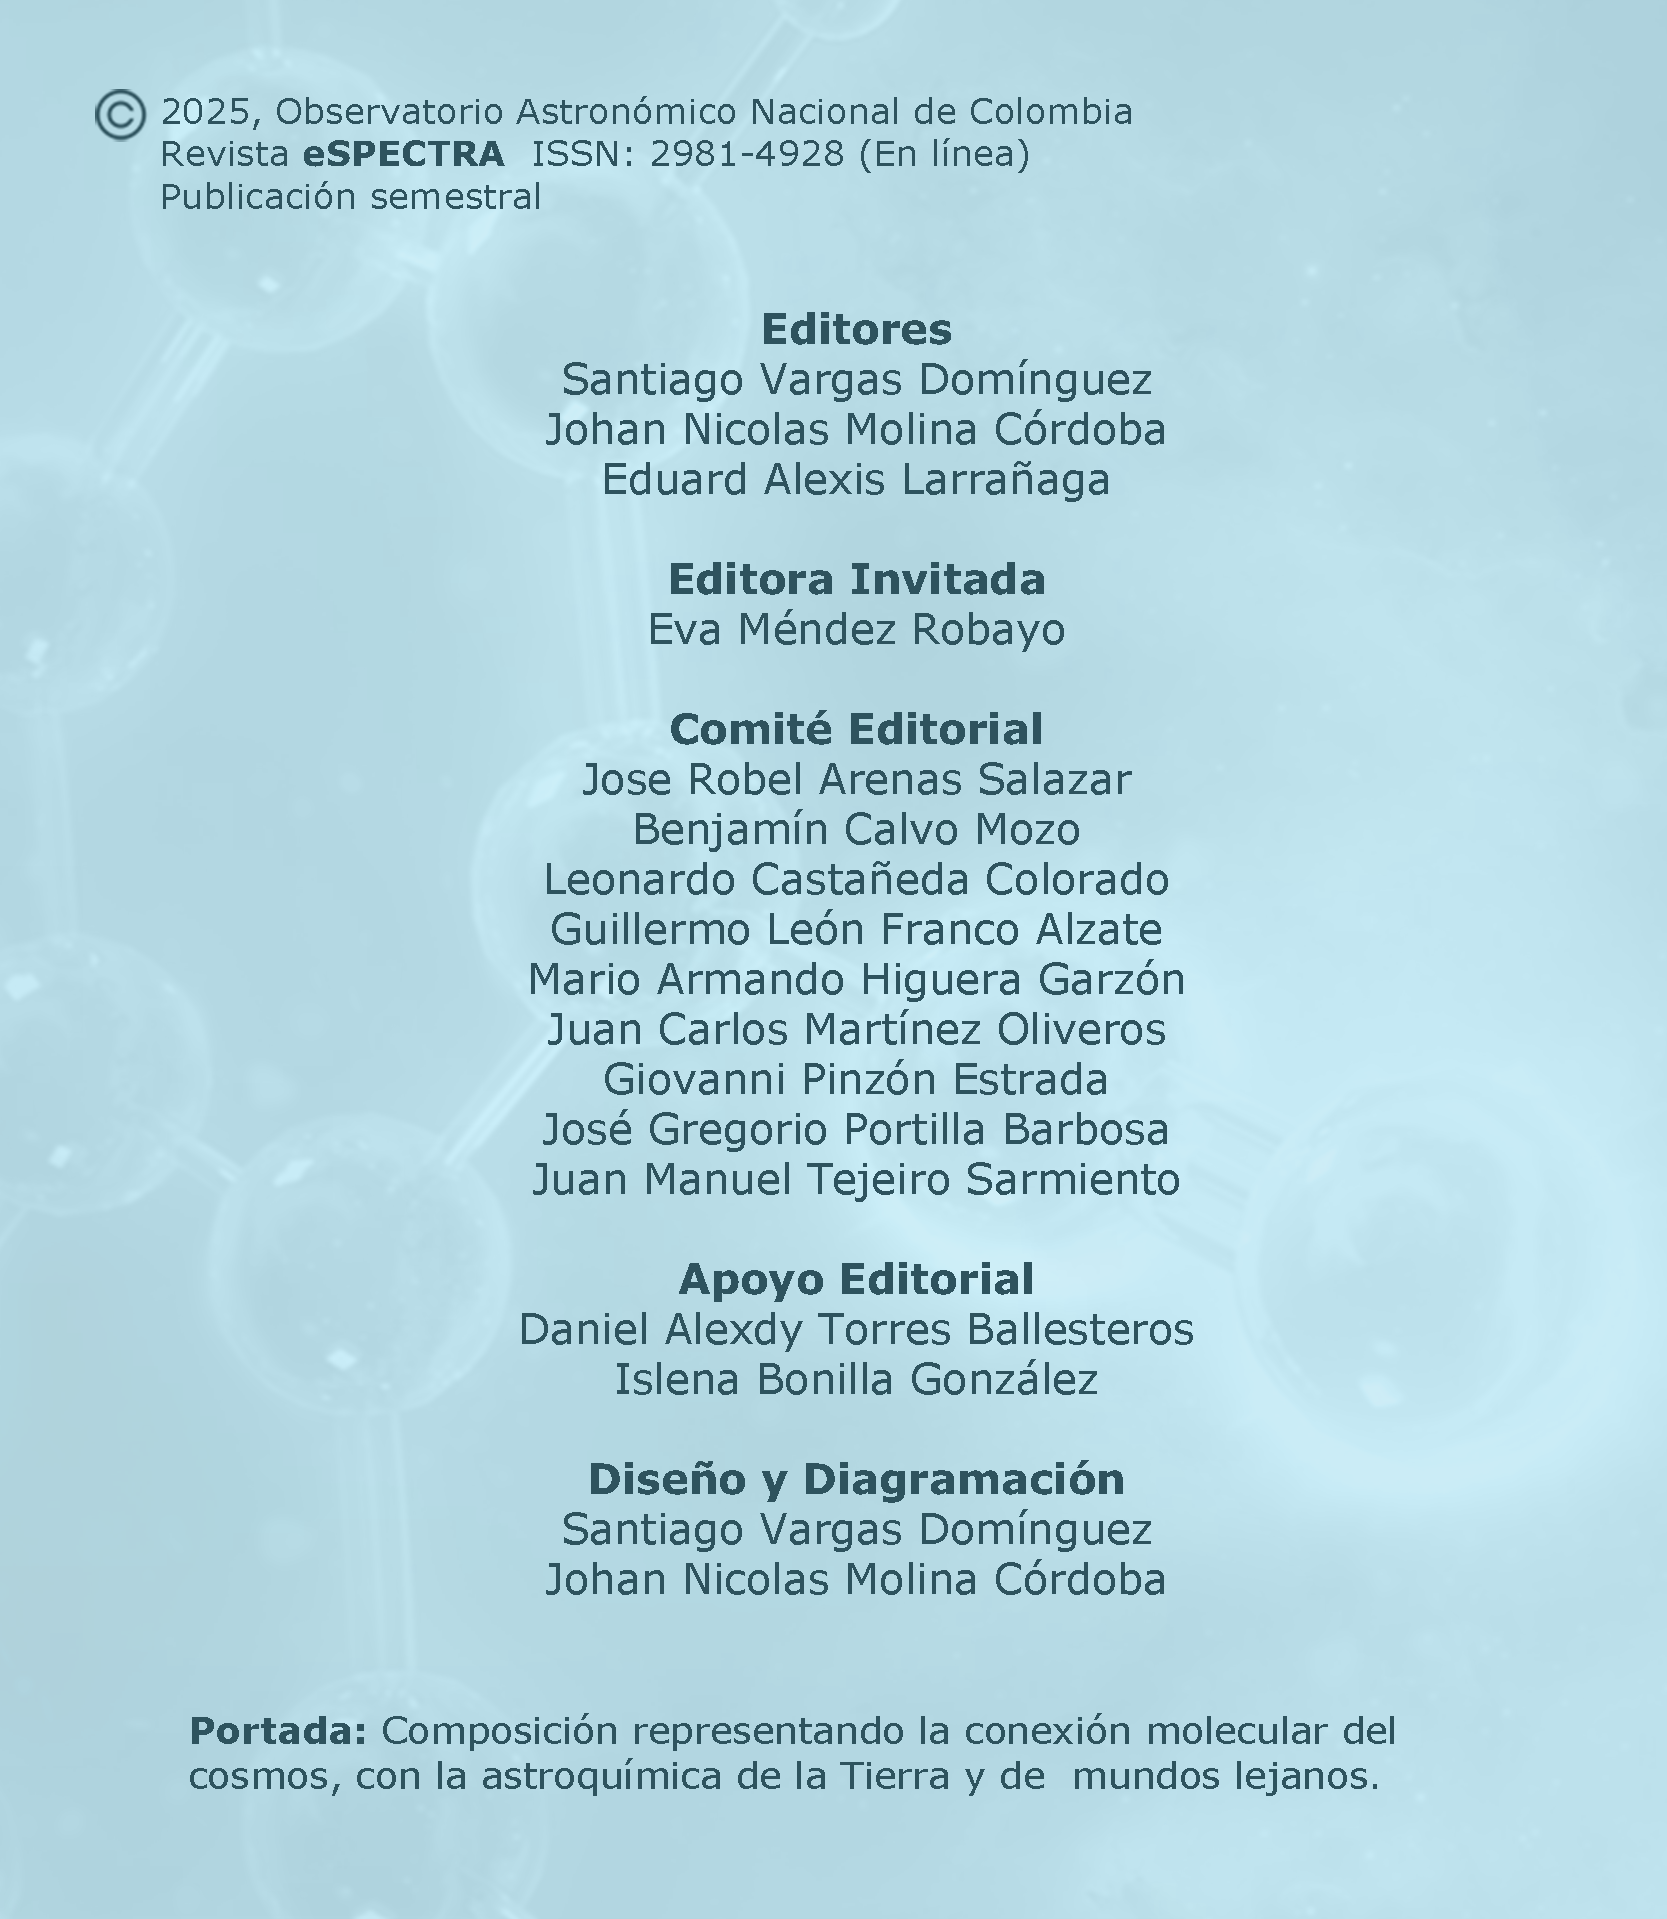 © 2025, Observatorio Astronómico Nacional de Colombia
Revista eSPECTRA ISSN: 2981-4928 (En línea)
Publicación semestral
Editores
Santiago Vargas Domínguez
Johan Nicolas Molina Córdoba
Eduard Alexis Larrañaga
Editora Invitada
Eva Méndez Robayo
Comité Editorial
Jose Robel Arenas Salazar
Benjamín Calvo Mozo
Leonardo Castañeda Colorado
Guillermo León Franco Alzate
Mario Armando Higuera Garzón
Juan Carlos Martínez Oliveros
Giovanni Pinzón Estrada
José Gregorio Portilla Barbosa
Juan Manuel Tejeiro Sarmiento
Apoyo Editorial
Daniel Alexdy Torres Ballesteros
Islena Bonilla González
Diseño y Diagramación
Santiago Vargas Domínguez
Johan Nicolas Molina Córdoba
Portada: Composición representando la conexión molecular del
cosmos, con la astroquímica de la Tierra y de mundos lejanos.